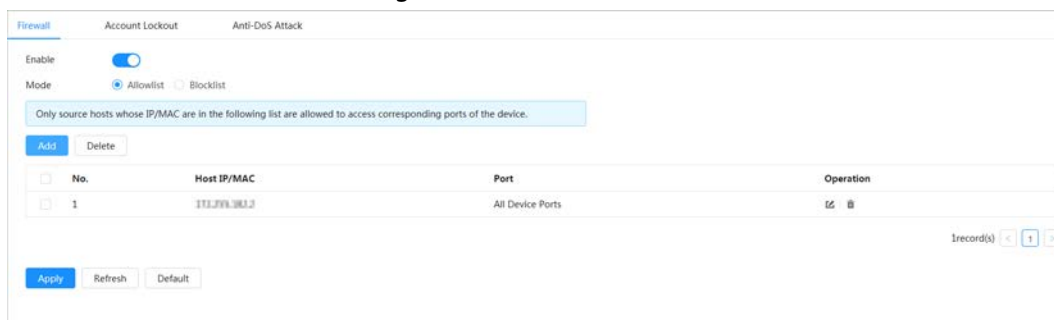 Firewall Account Lockout Anti-DoS Attack
Enable
Mode Allowlist Blocklist
Only source hosts whose IP/MAC are in the following list are allowed to access corresponding ports of the device.
Add Delete
No. Host IP/MAC Port Operation
1 All Device Ports
1record(s) < 1 >
Apply Refresh Default